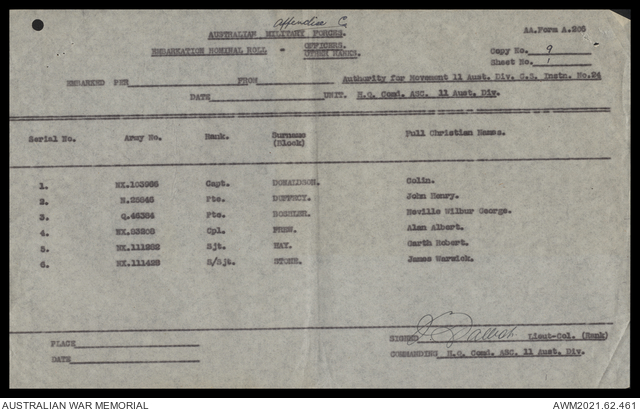 Appendix C
AUSTRALIAN MILITARY FORCES. AA.Form A.206
EMBARKATION NOMINAL ROLL - OFFICERS. OTHER RANKS.
Copy No. 9
Sheet No. 1
EMBARKED PER FROM Authority for Movement 11 Aust. Div. G.S. Instn. No.24
DATE UNIT. H.Q. Comd. ASC. 11 Aust. Div.
Serial No. Army No. Rank. Surname (Block) Full Christian Names.
1. Capt. DONALDSON. Colin.
2. Pte. John Henry.
3. Pte. Neville Wilbur George.
4. Cpl. Alan Albert.
5. Sjt. HAY. Garth Robert.
6. S/Sjt. STONE. James Warwick.
PLACE
DATE
SIGNED Lieut-Col. (Rank)
COMMANDING H.Q. Comd. ASC. 11 Aust. Div.
AUSTRALIAN WAR MEMORIAL AWM2021.62.461